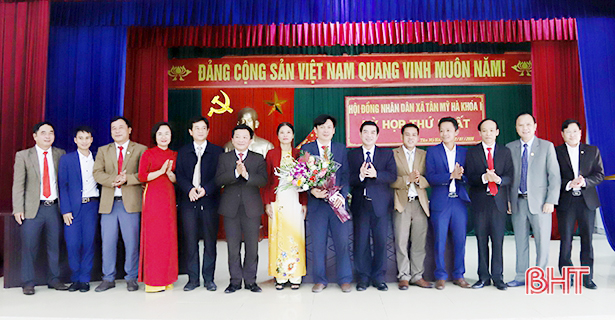 ĐẢNG CỘNG SẢN VIỆT NAM QUANG VINH MUÔN NĂM!
HỘI ĐỒNG NHÂN DÂN XÃ TÂN MỸ HÀ KHÓA I
HỌP THỨ NHẤT
BHT